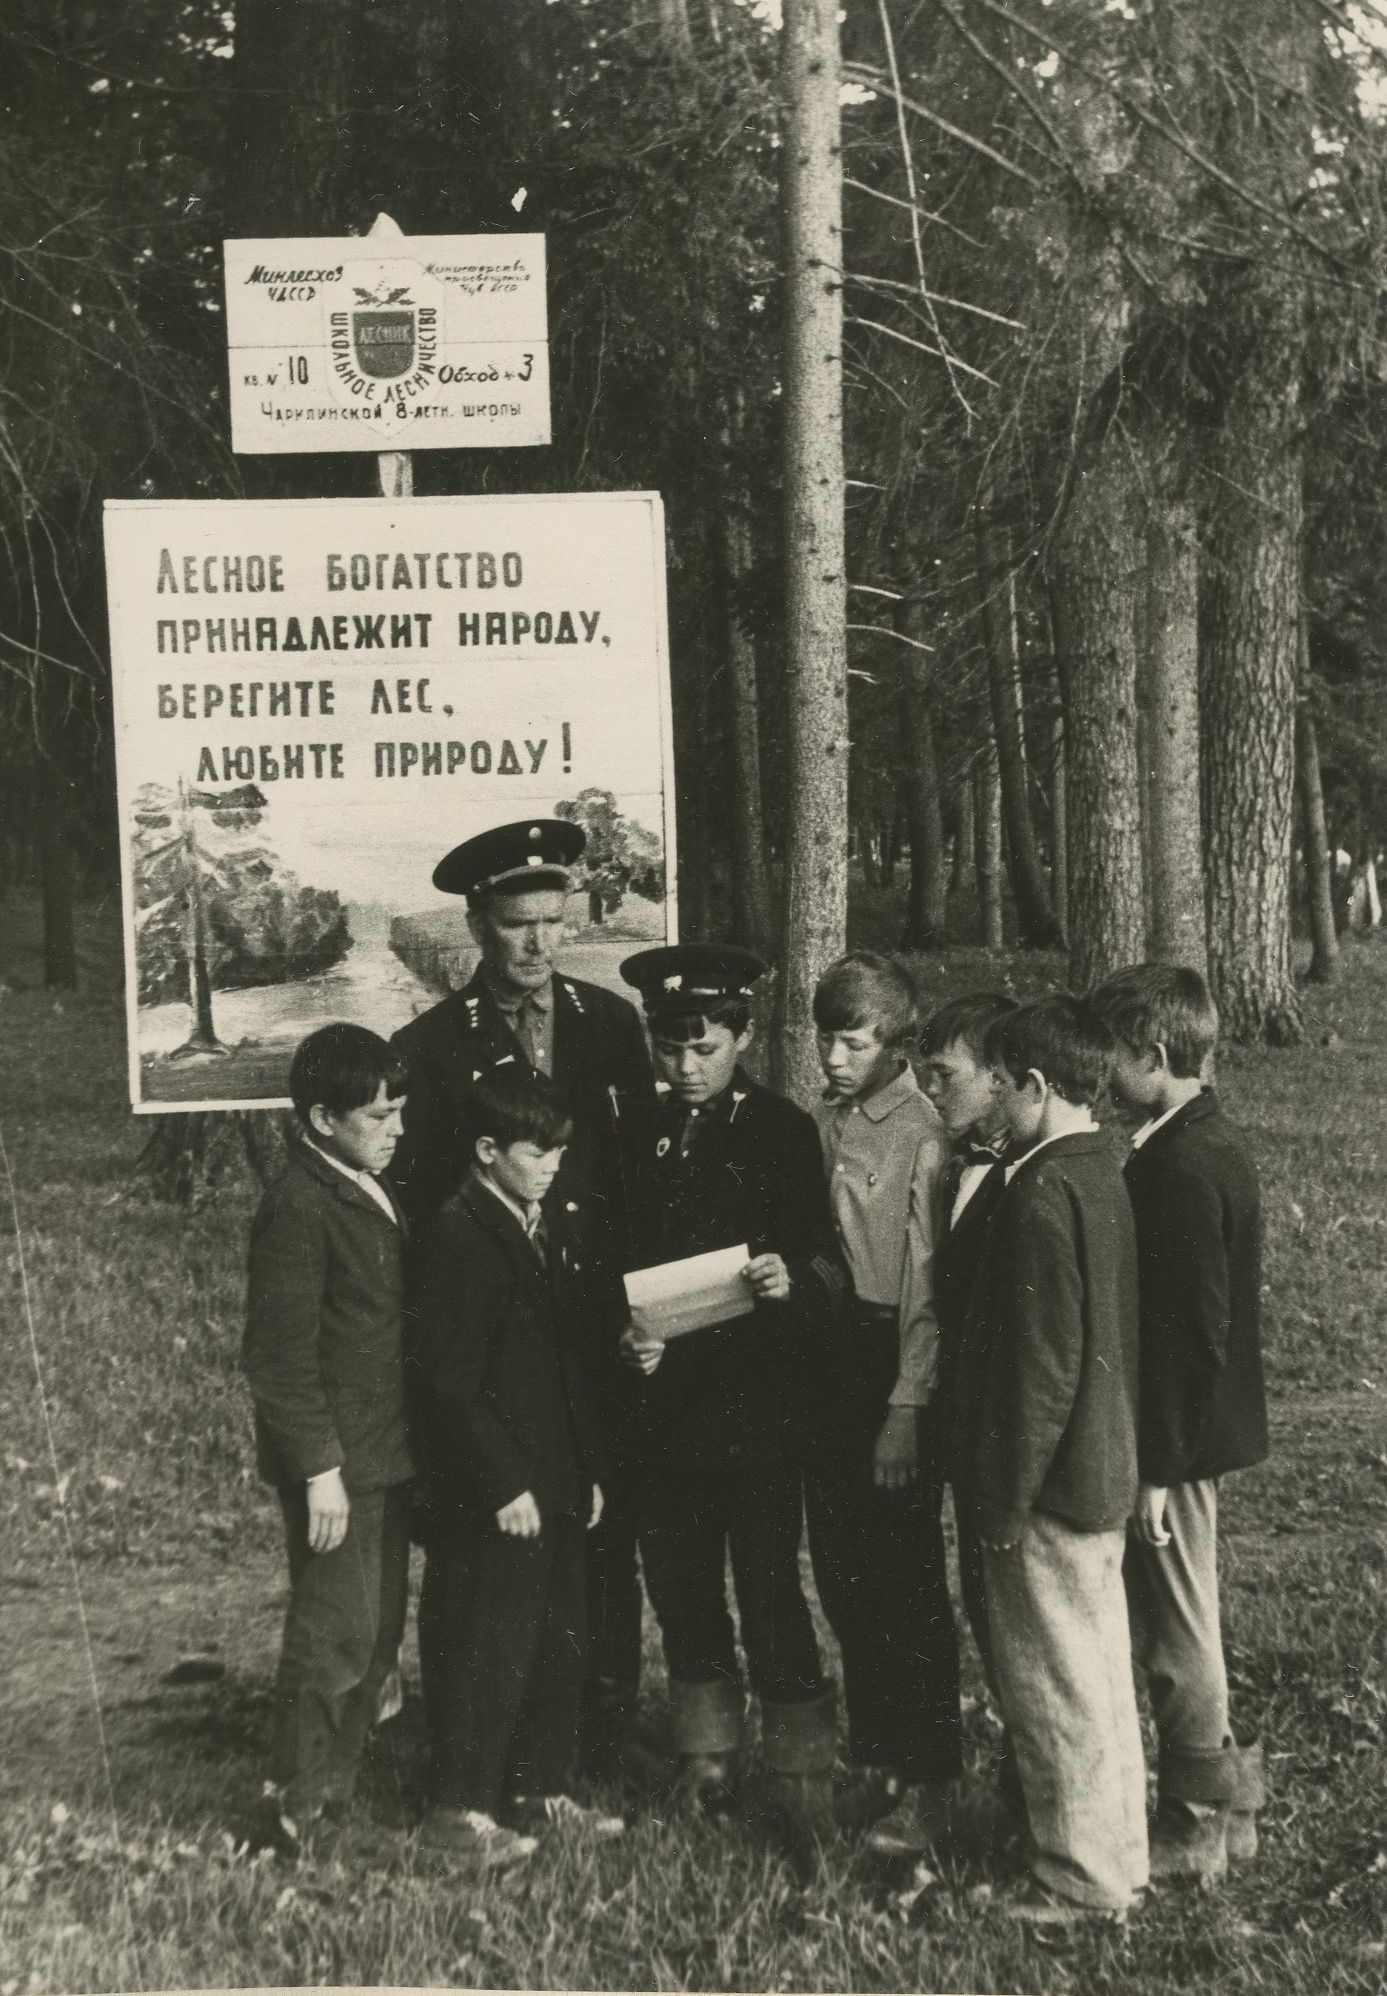 Минлесхоз
ЧАССР
Министерство
просвещения
Чув АССР
ЛЕСНИК
ШКОЛЬНОЕ ЛЕСНИЧЕСТВО
кв. № 10
Обход № 3
Чарклинской 8-летн. школы
Лесное богатство
принадлежит народу,
берегите лес,
любите природу!